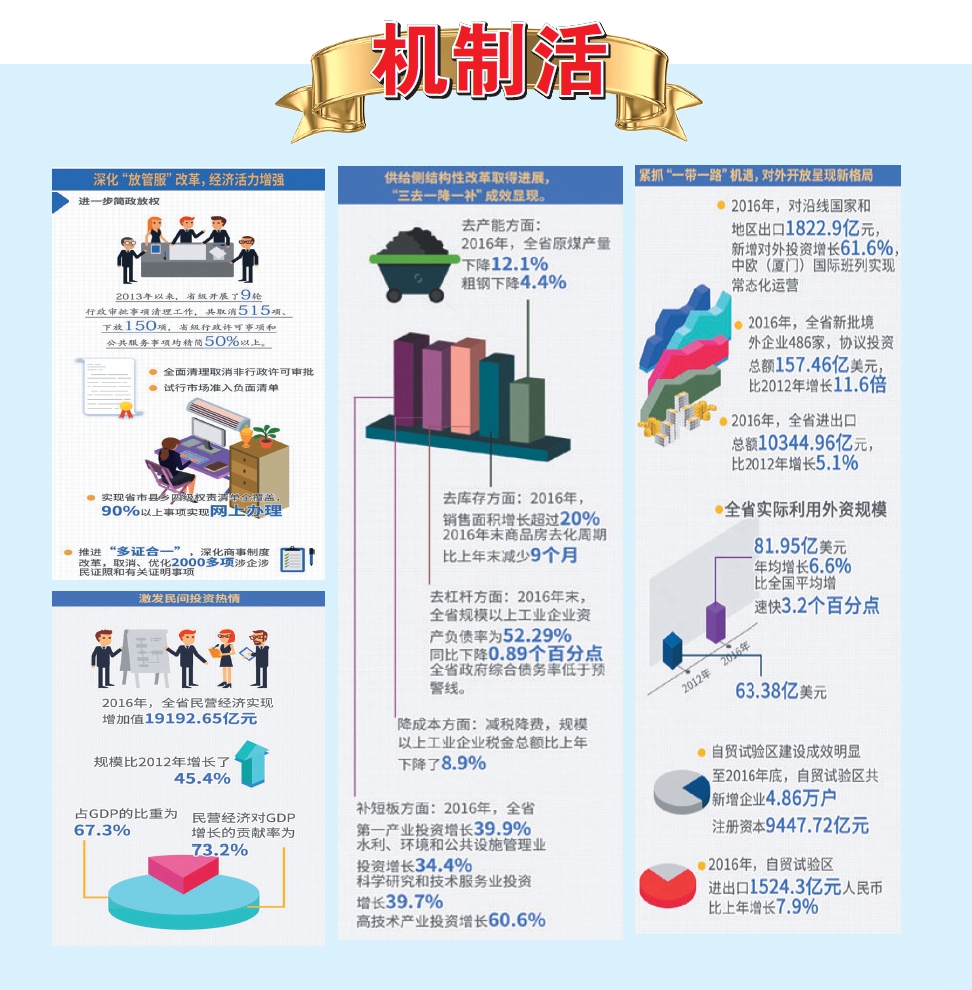 机制活
深化“放管服”改革，经济活力增强
进一步简政放权
2013年以来，省级开展了9轮
行政审批事项清理工作，共取消515项、
下放150项，省级行政许可事项和
公共服务事项均精简50%以上。
全面清理取消非行政许可审批
试行市场准入负面清单
实现省市县乡四级权责清单全覆盖，
90%以上事项实现网上办理
推进“多证合一”，深化商事制度
改革，取消、优化2000多项涉企涉
民证照和有关证明事项
激发民间投资热情
2016年，全省民营经济实现
增加值19192.65亿元
规模比2012年增长了
45.4%
占GDP的比重为
67.3%
民营经济对GDP
增长的贡献率为
73.2%
供给侧结构性改革取得进展，
“三去一降一补”成效显现。
去产能方面：
2016年，全省原煤产量
下降12.1%
粗钢下降4.4%
去库存方面：2016年，
销售面积增长超过20%
2016年末商品房去化周期
比上年末减少9个月
去杠杆方面：2016年末，
全省规模以上工业企业资
产负债率为52.29%
同比下降0.89个百分点
全省政府综合债务率低于预
警线。
降成本方面：减税降费，规模
以上工业企业税金总额比上年
下降了8.9%
补短板方面：2016年，全省
第一产业投资增长39.9%
水利、环境和公共设施管理业
投资增长34.4%
科学研究和技术服务业投资
增长39.7%
高技术产业投资增长60.6%
紧抓“一带一路”机遇，对外开放呈现新格局
2016年，对沿线国家和
地区出口1822.9亿元，
新增对外投资增长61.6%，
中欧（厦门）国际班列实现
常态化运营
2016年，全省新批境
外企业486家，协议投资
总额157.46亿美元，
比2012年增长11.6倍
2016年，全省进出口
总额10344.96亿元，
比2012年增长5.1%
全省实际利用外资规模
81.95亿美元
年均增长6.6%
比全国平均增
速快3.2个百分点
2016年
2012年
63.38亿美元
自贸试验区建设成效明显
至2016年底，自贸试验区共
新增企业4.86万户
注册资本9447.72亿元
2016年，自贸试验区
进出口1524.3亿元人民币
比上年增长7.9%